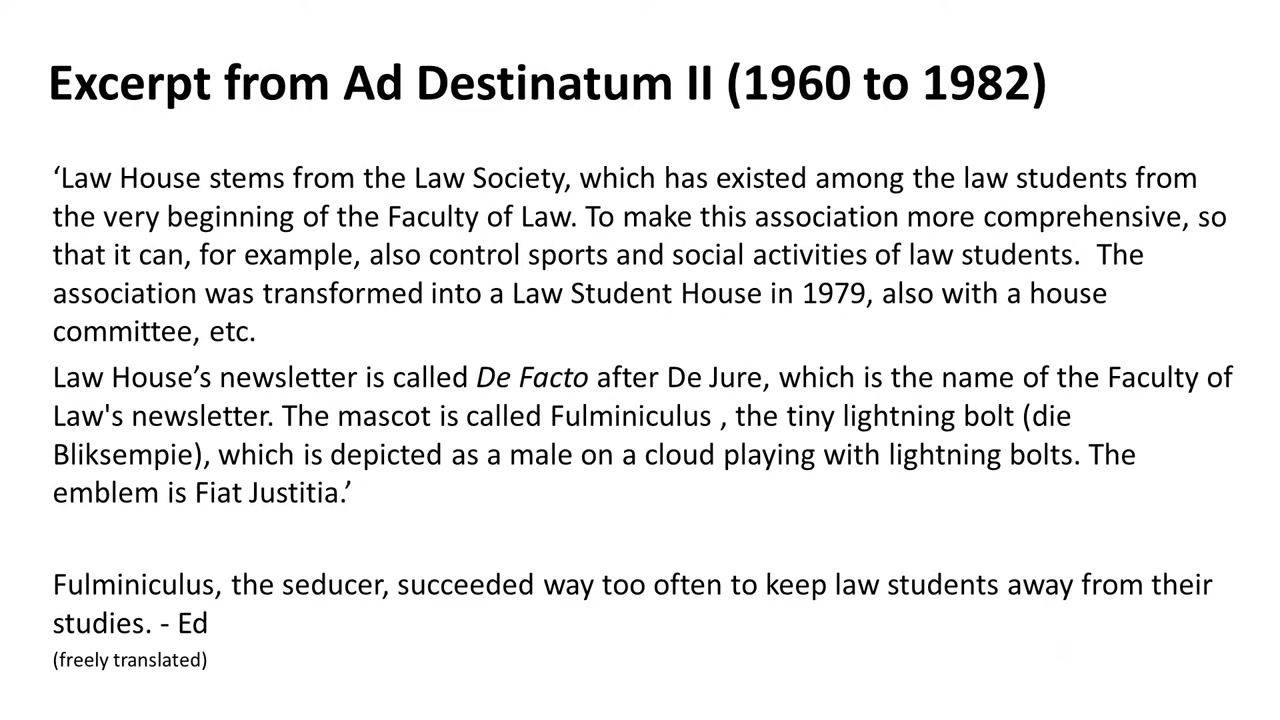 Excerpt from Ad Destinatum II (1960 to 1982)
‘Law House stems from the Law Society, which has existed among the law students from
the very beginning of the Faculty of Law. To make this association more comprehensive, so
that it can, for example, also control sports and social activities of law students.  The
association was transformed into a Law Student House in 1979, also with a house
committee, etc.
Law House’s newsletter is called De Facto after De Jure, which is the name of the Faculty of
Law's newsletter. The mascot is called Fulminiculus , the tiny lightning bolt (die
Bliksempie), which is depicted as a male on a cloud playing with lightning bolts. The
emblem is Fiat Justitia.’
Fulminiculus, the seducer, succeeded way too often to keep law students away from their
studies. - Ed
(freely translated)